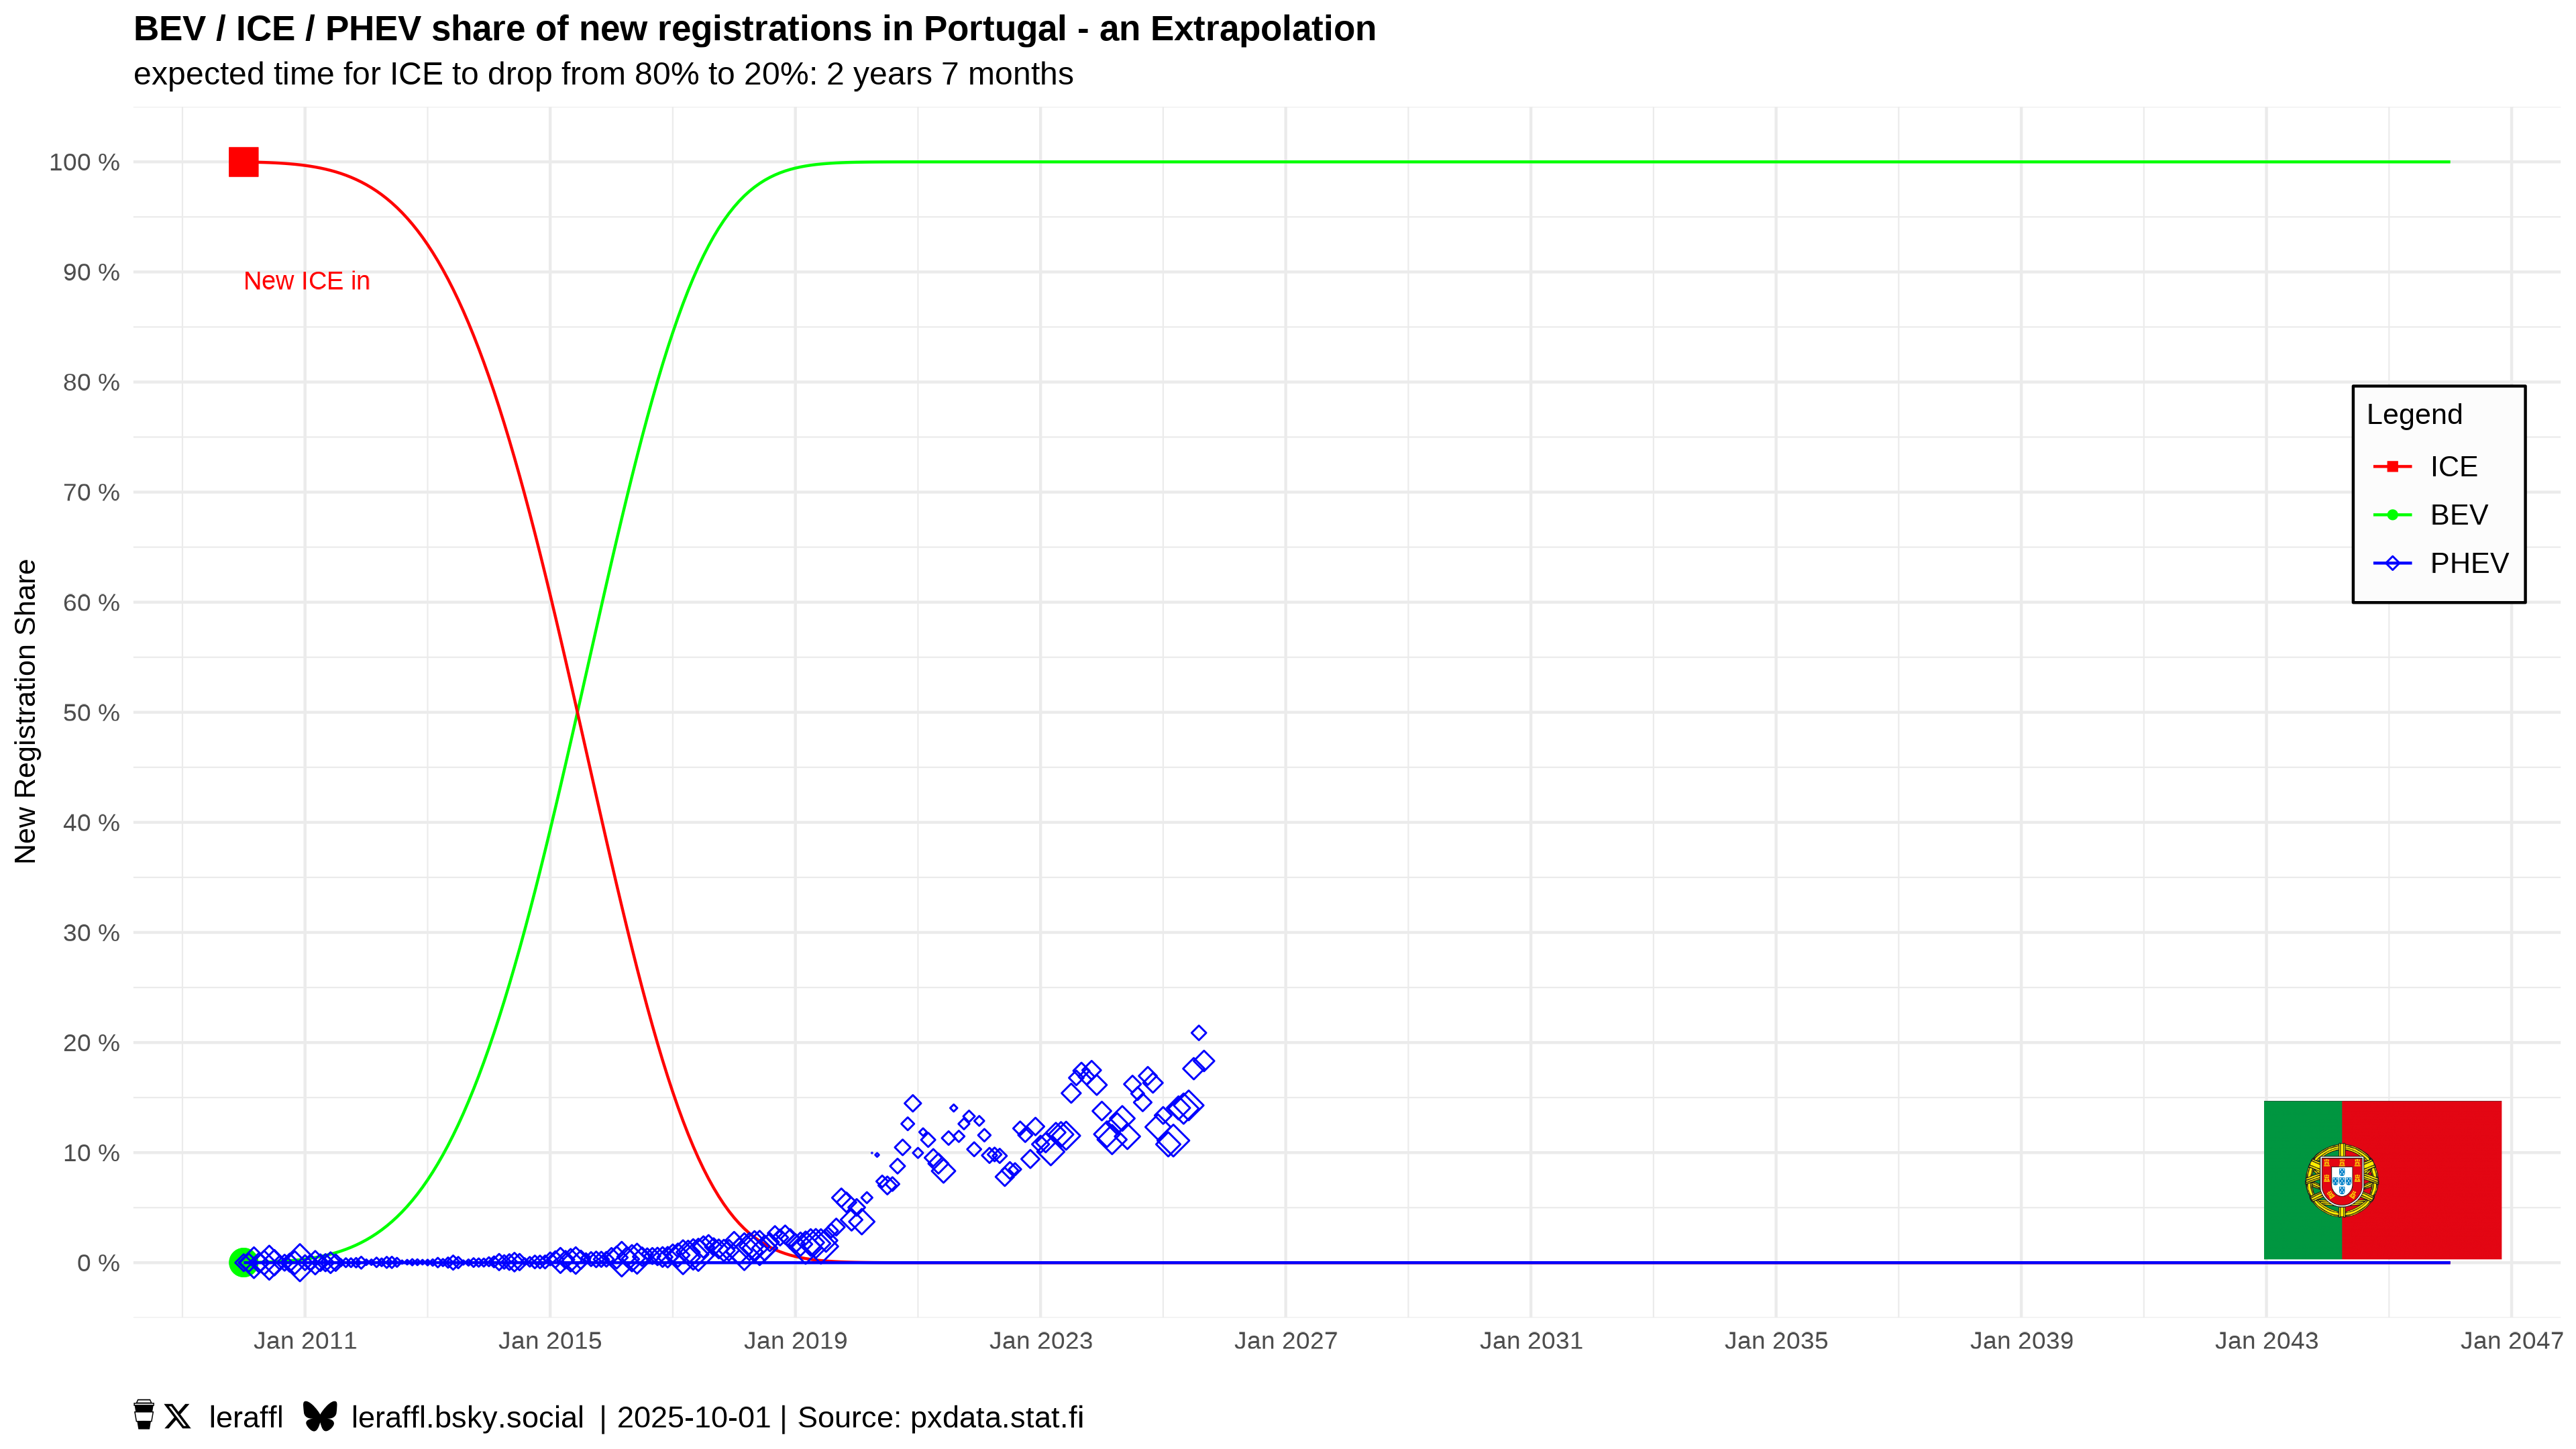 BEV / ICE / PHEV share of new registrations in Portugal - an Extrapolation
expected time for ICE to drop from 80% to 20%: 2 years 7 months
New Registration Share
100 %
90 %
80 %
70 %
60 %
50 %
40 %
30 %
20 %
10 %
0 %
New ICE in
Legend
ICE
BEV
PHEV
Jan 2011
Jan 2015
Jan 2019
Jan 2023
Jan 2027
Jan 2031
Jan 2035
Jan 2039
Jan 2043
Jan 2047
leraffl leraffl.bsky.social | 2025-10-01 | Source: pxdata.stat.fi